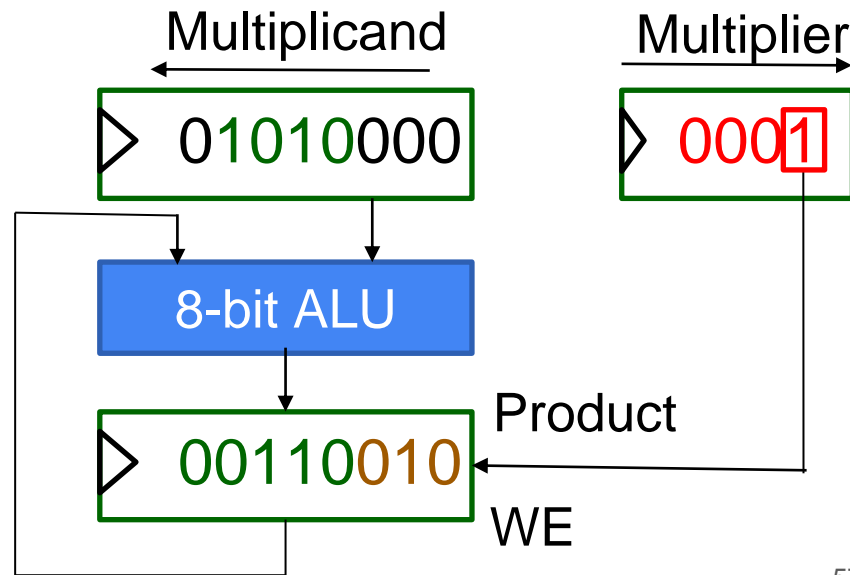 Multiplicand
Multiplier
01010000
0001
8-bit ALU
Product
00110010
WE